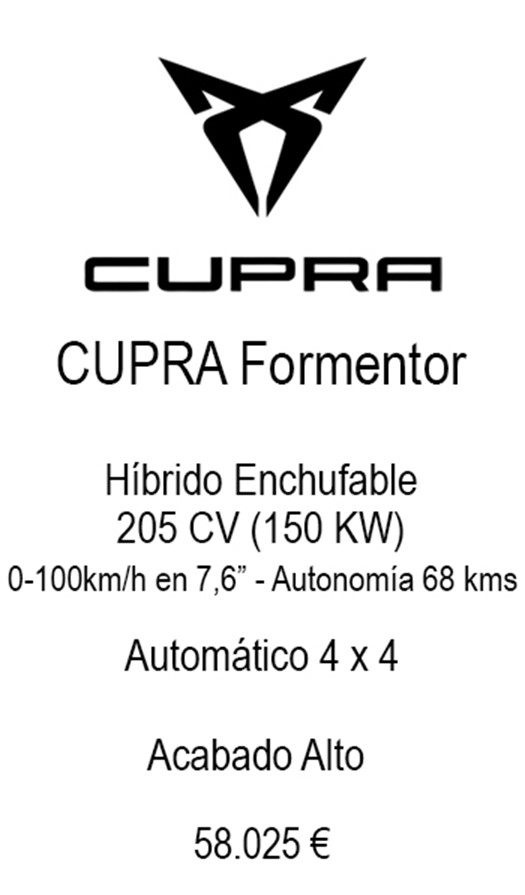 CUPRA
CUPRA Formentor
Híbrido Enchufable
205 CV (150 KW)
0-100km/h en 7,6” - Autonomía 68 kms
Automático 4 x 4
Acabado Alto
58.025 €